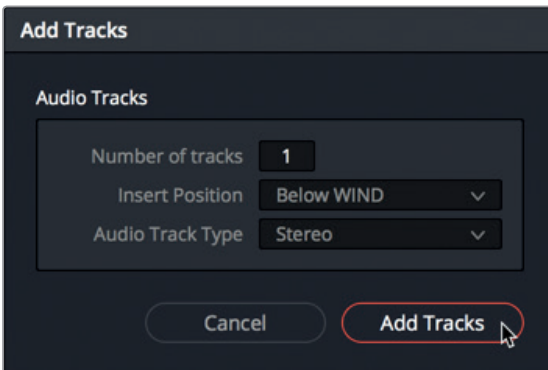 Add Tracks
Audio Tracks
Number of tracks 1
Insert Position Below WIND
Audio Track Type Stereo
Cancel Add Tracks